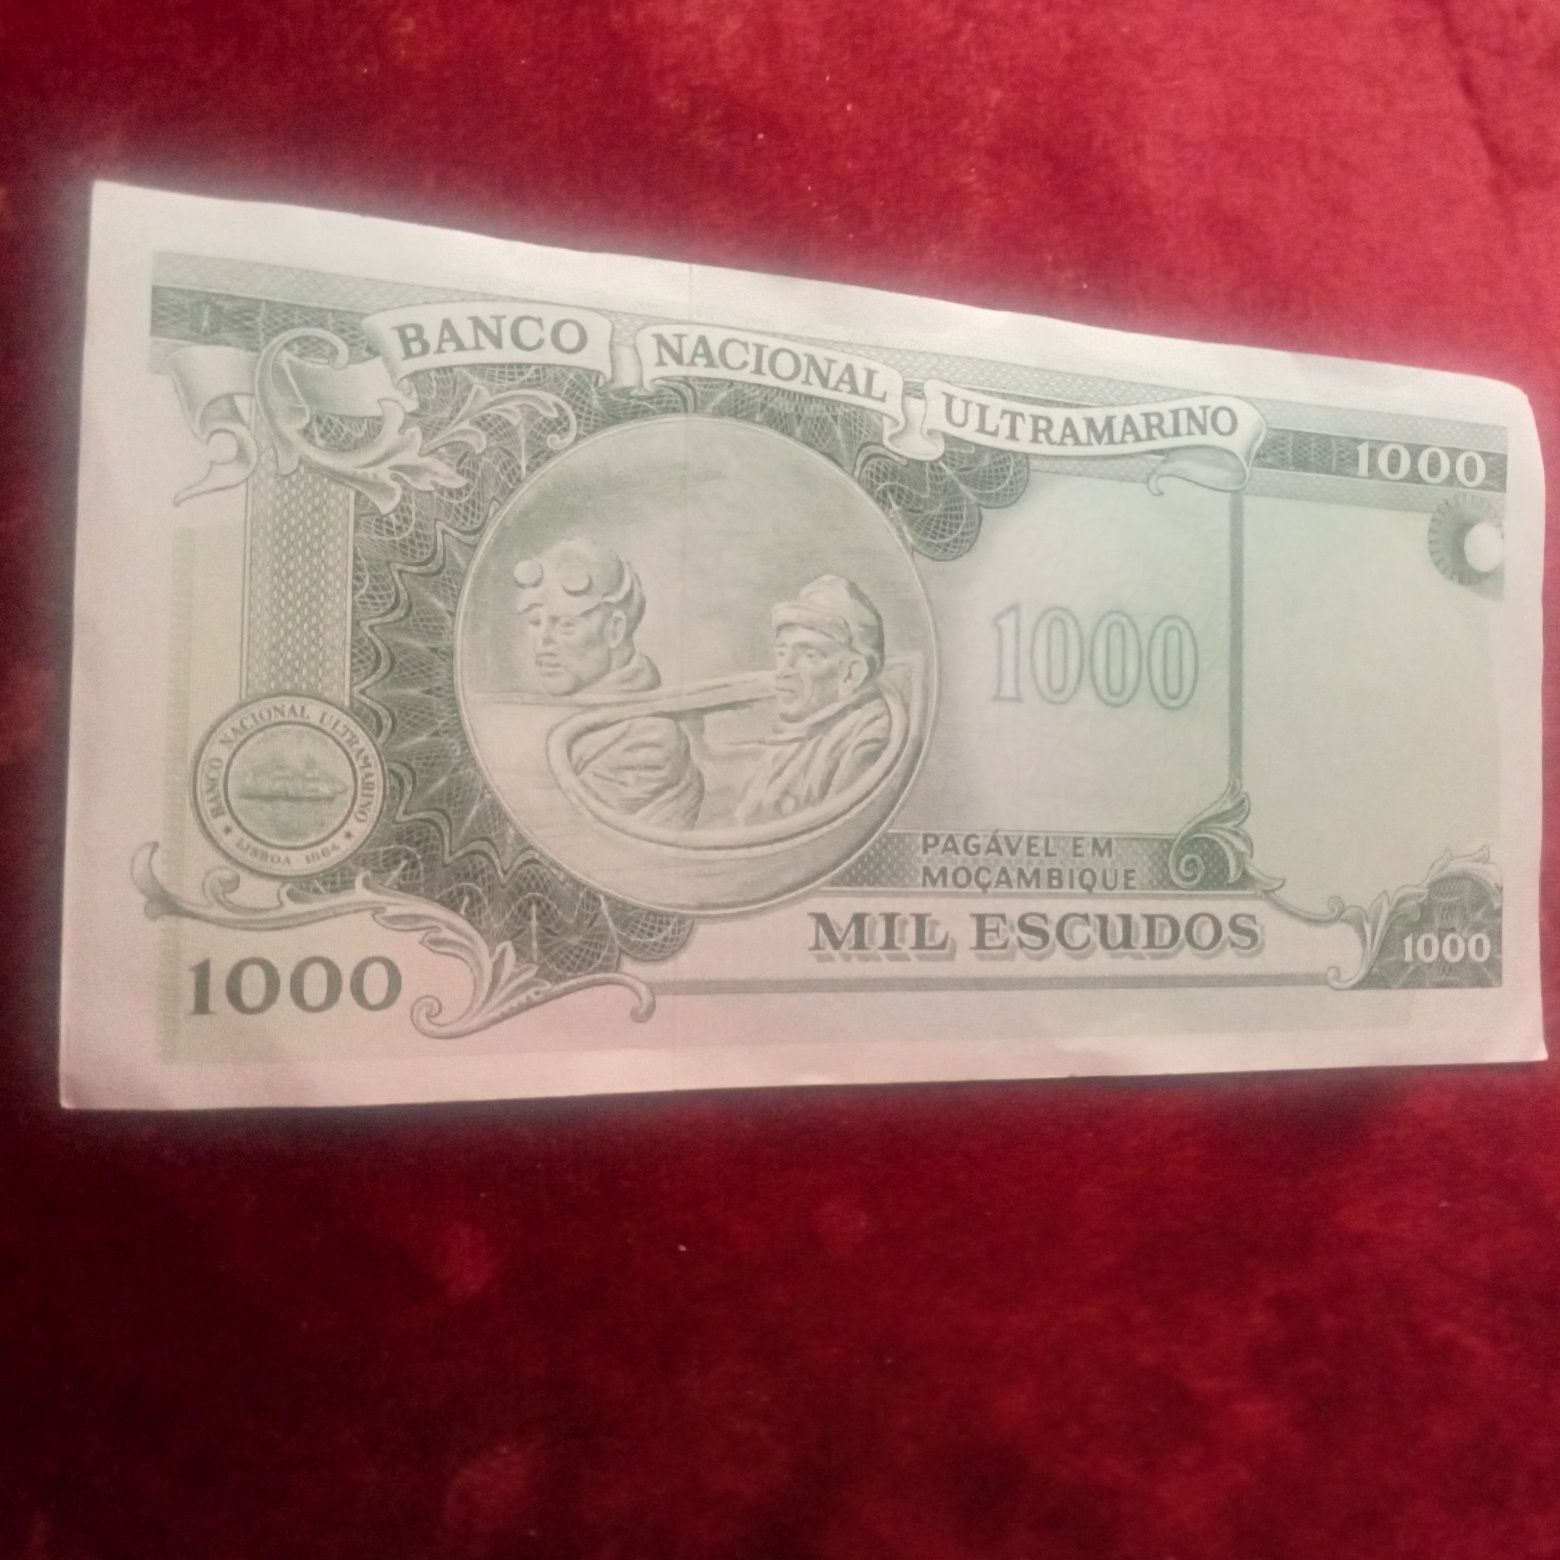 BANCO NACIONAL ULTRAMARINO
1000
1000
BANCO NACIONAL ULTRAMARINO
LISBOA 1864
PAGÁVEL EM
MOÇAMBIQUE
MIL ESCUDOS
1000
1000